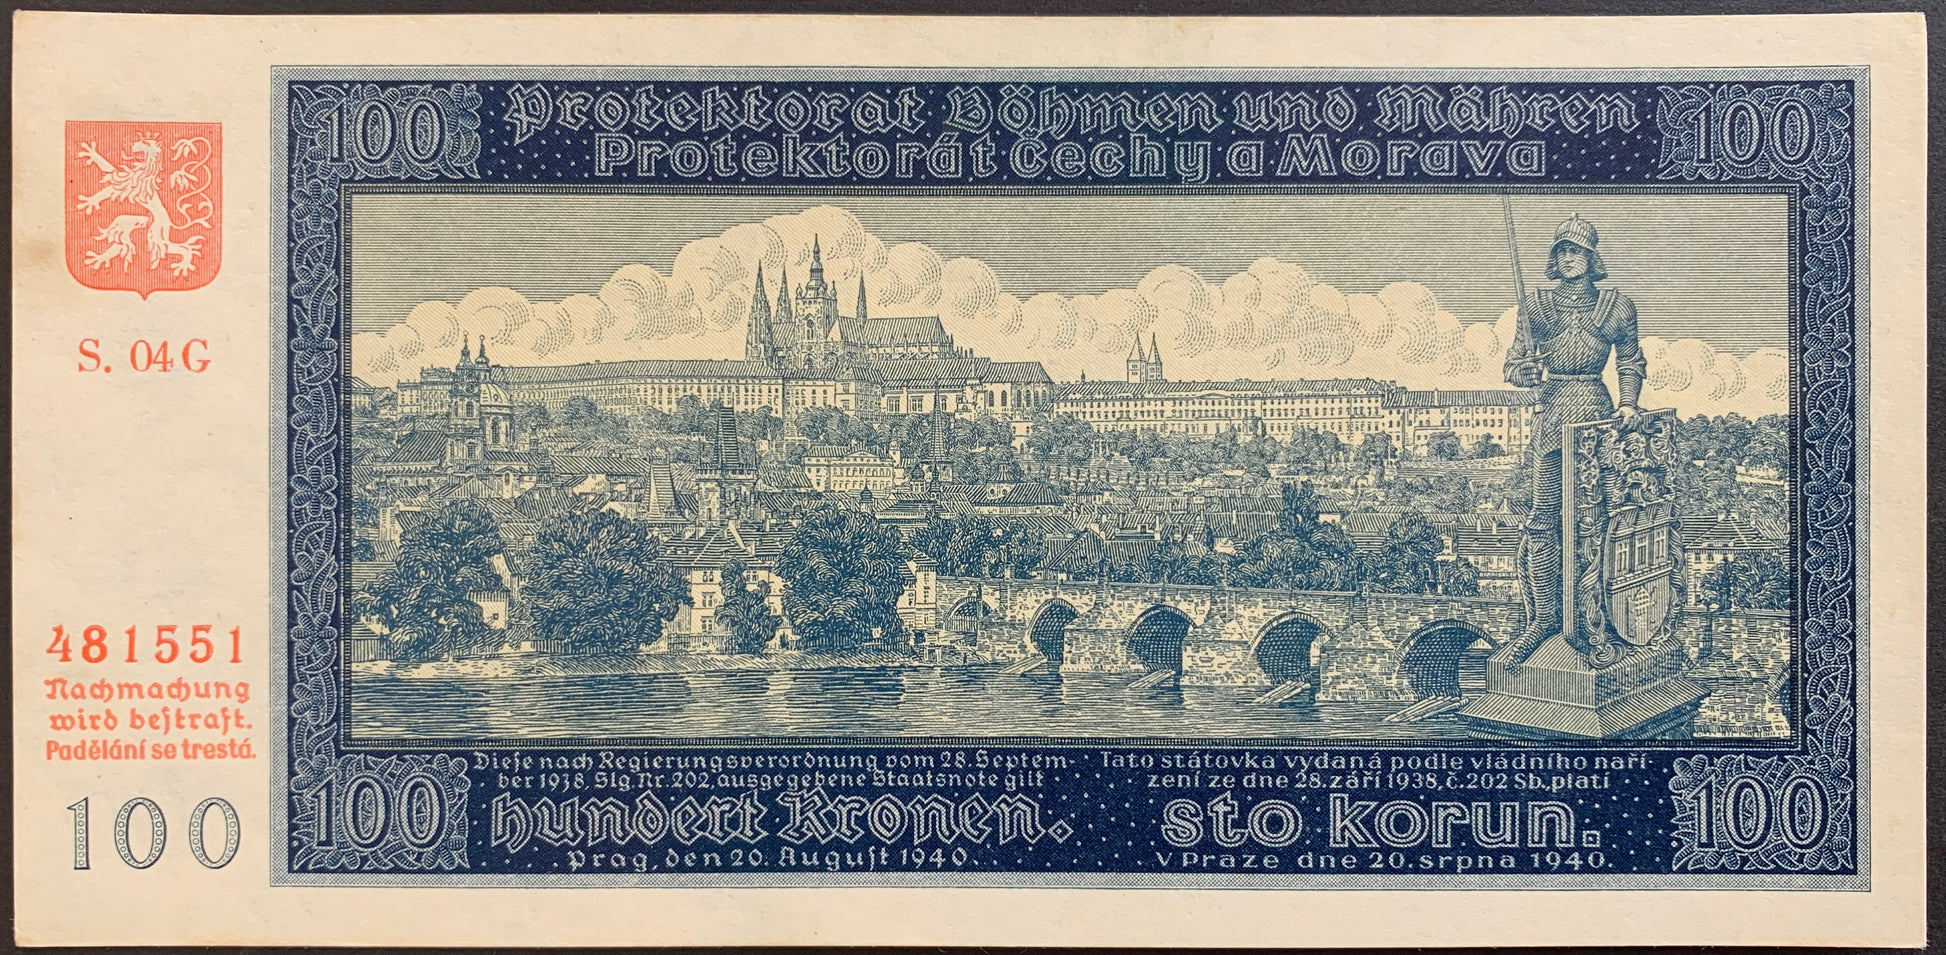 100 Protektorat Böhmen und Mähren 100
Protektorát Čechy a Morava
S. 04 G
481551
Nachmachung
wird bestraft.
Padělání se trestá.
100
Diese nach Regierungsverordnung vom 28. Septem-
ber 1938, Slg. Nr. 202, ausgegebene Staatsnote gilt
hundert Kronen.
Prag, den 20. August 1940.
Tato státovka vydaná podle vládního naří-
zení ze dne 28. září 1938, č. 202 Sb., platí
sto korun.
V Praze dne 20. srpna 1940.
100 100